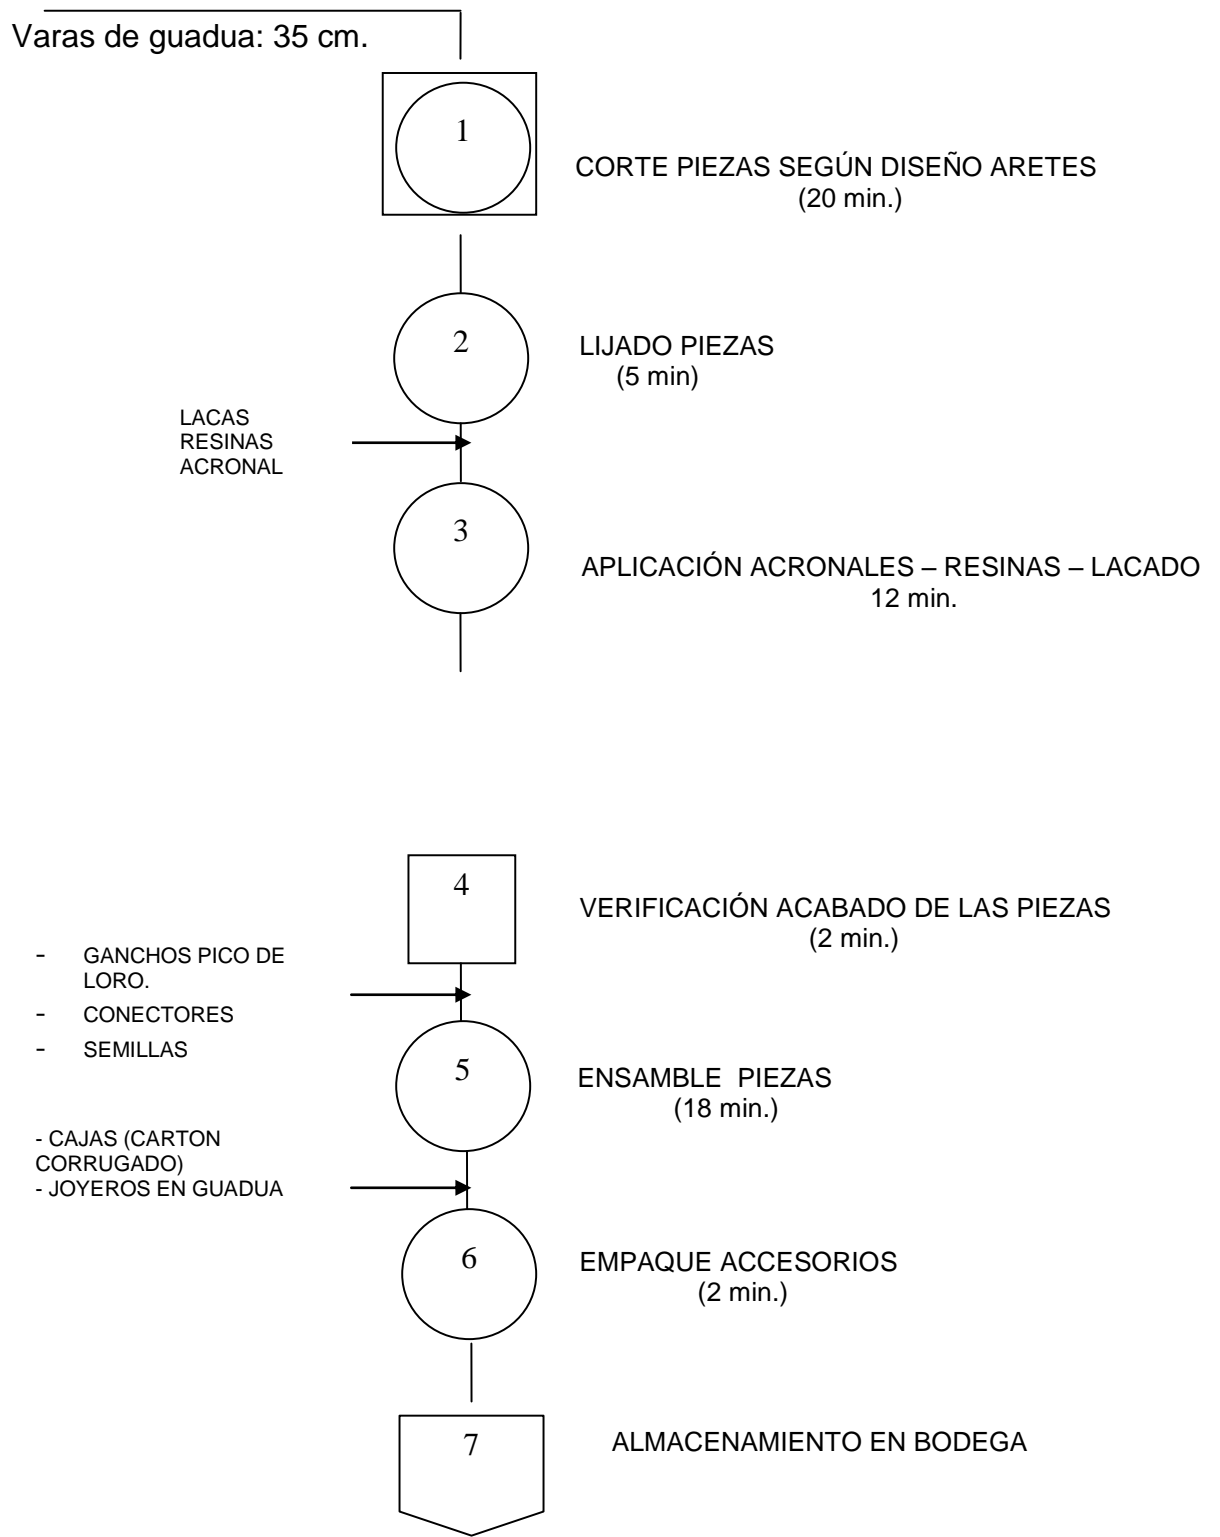 Varas de guadua: 35 cm.
1
CORTE PIEZAS SEGÚN DISEÑO ARETES
(20 min.)
2
LIJADO PIEZAS
(5 min)
LACAS
RESINAS
ACRONAL
3
APLICACIÓN ACRONALES – RESINAS – LACADO
12 min.
4
VERIFICACIÓN ACABADO DE LAS PIEZAS
(2 min.)
- GANCHOS PICO DE
LORO.
- CONECTORES
- SEMILLAS
5
ENSAMBLE PIEZAS
(18 min.)
- CAJAS (CARTON
CORRUGADO)
- JOYEROS EN GUADUA
6
EMPAQUE ACCESORIOS
(2 min.)
7
ALMACENAMIENTO EN BODEGA